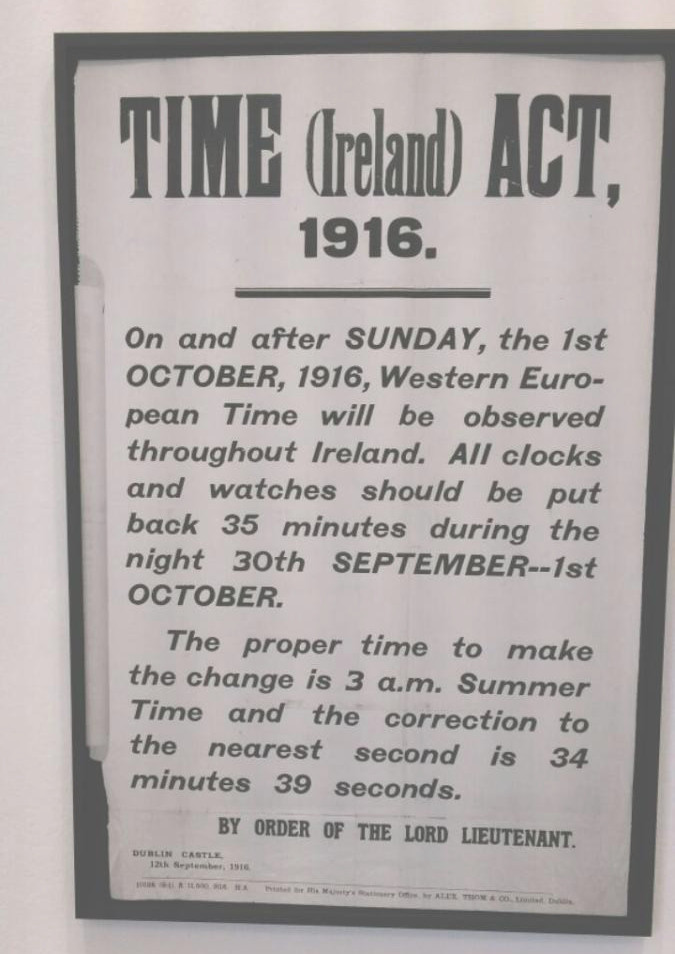 TIME (Ireland) ACT,
1916.
On and after SUNDAY, the 1st
OCTOBER, 1916, Western Euro-
pean Time will be observed
throughout Ireland. All clocks
and watches should be put
back 35 minutes during the
night 30th SEPTEMBER--1st
OCTOBER.
The proper time to make
the change is 3 a.m. Summer
Time and the correction to
the nearest second is 34
minutes 39 seconds.
BY ORDER OF THE LORD LIEUTENANT.
DUBLIN CASTLE,
12th September, 1916.
Printed for His Majesty's Stationery Office, by ALEX. THOM & CO., Limited, Dublin.